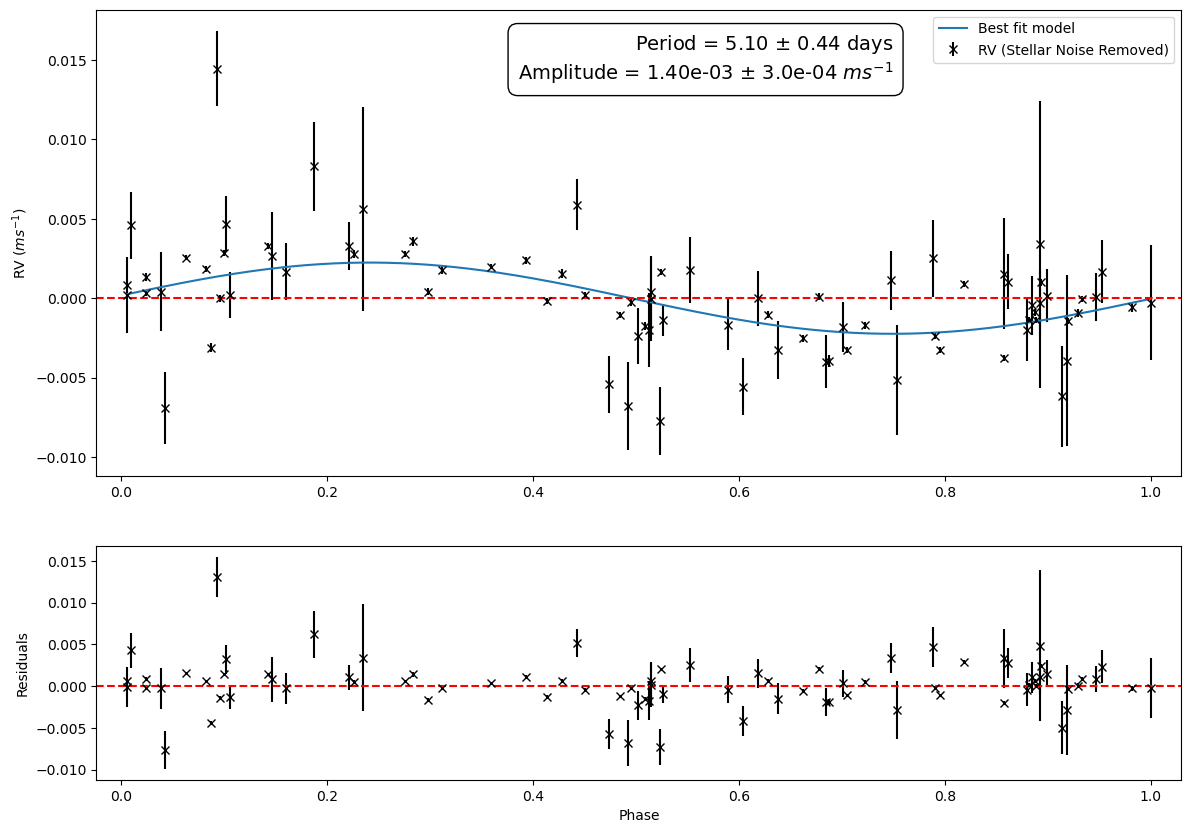 Period = 5.10 ± 0.44 days
Amplitude = 1.40e-03 ± 3.0e-04 ms⁻¹
Best fit model
RV (Stellar Noise Removed)
RV (ms⁻¹)
0.015
0.010
0.005
0.000
−0.005
−0.010
0.0 0.2 0.4 0.6 0.8 1.0
Residuals
0.015
0.010
0.005
0.000
−0.005
−0.010
0.0 0.2 0.4 0.6 0.8 1.0
Phase